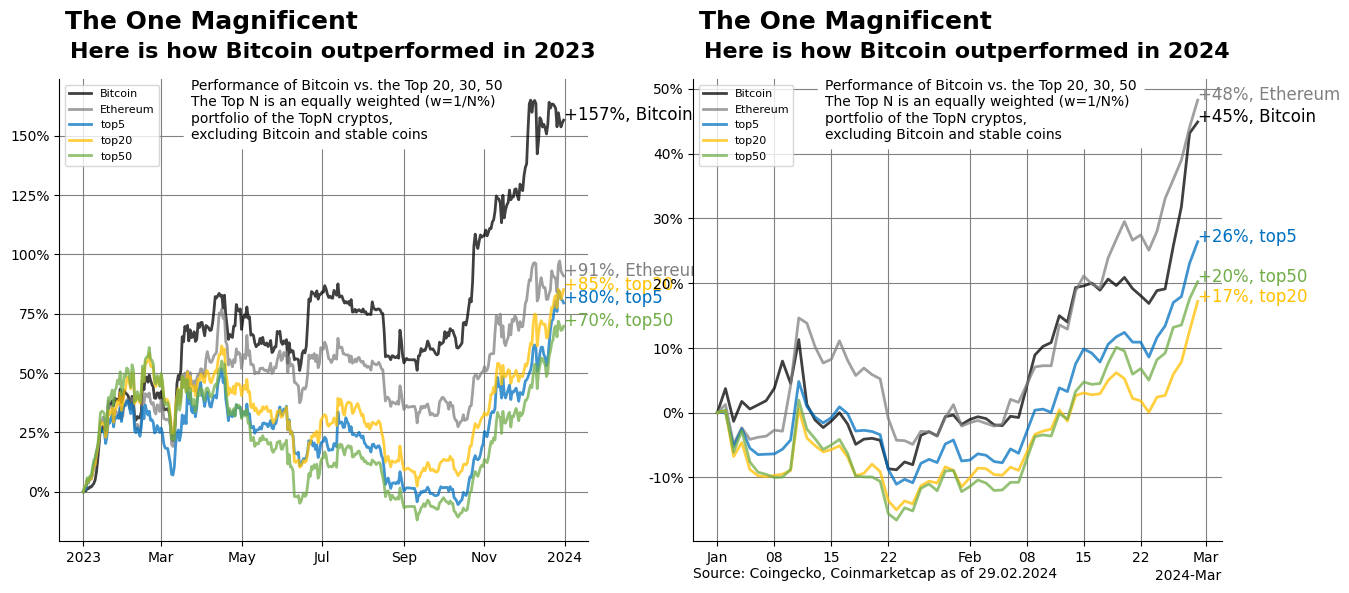 The One Magnificent
Here is how Bitcoin outperformed in 2023
Bitcoin
Ethereum
top5
top20
top50
Performance of Bitcoin vs. the Top 20, 30, 50
The Top N is an equally weighted (w=1/N%)
portfolio of the TopN cryptos,
excluding Bitcoin and stable coins
150%
125%
100%
75%
50%
25%
0%
+157%, Bitcoin
+91%, Ethereum
+85%, top20
+80%, top5
+70%, top50
2023 Mar May Jul Sep Nov 2024
The One Magnificent
Here is how Bitcoin outperformed in 2024
Bitcoin
Ethereum
top5
top20
top50
Performance of Bitcoin vs. the Top 20, 30, 50
The Top N is an equally weighted (w=1/N%)
portfolio of the TopN cryptos,
excluding Bitcoin and stable coins
50%
40%
30%
20%
10%
0%
-10%
+48%, Ethereum
+45%, Bitcoin
+26%, top5
+20%, top50
+17%, top20
Jan 08 15 22 Feb 08 15 22 Mar
Source: Coingecko, Coinmarketcap as of 29.02.2024
2024-Mar